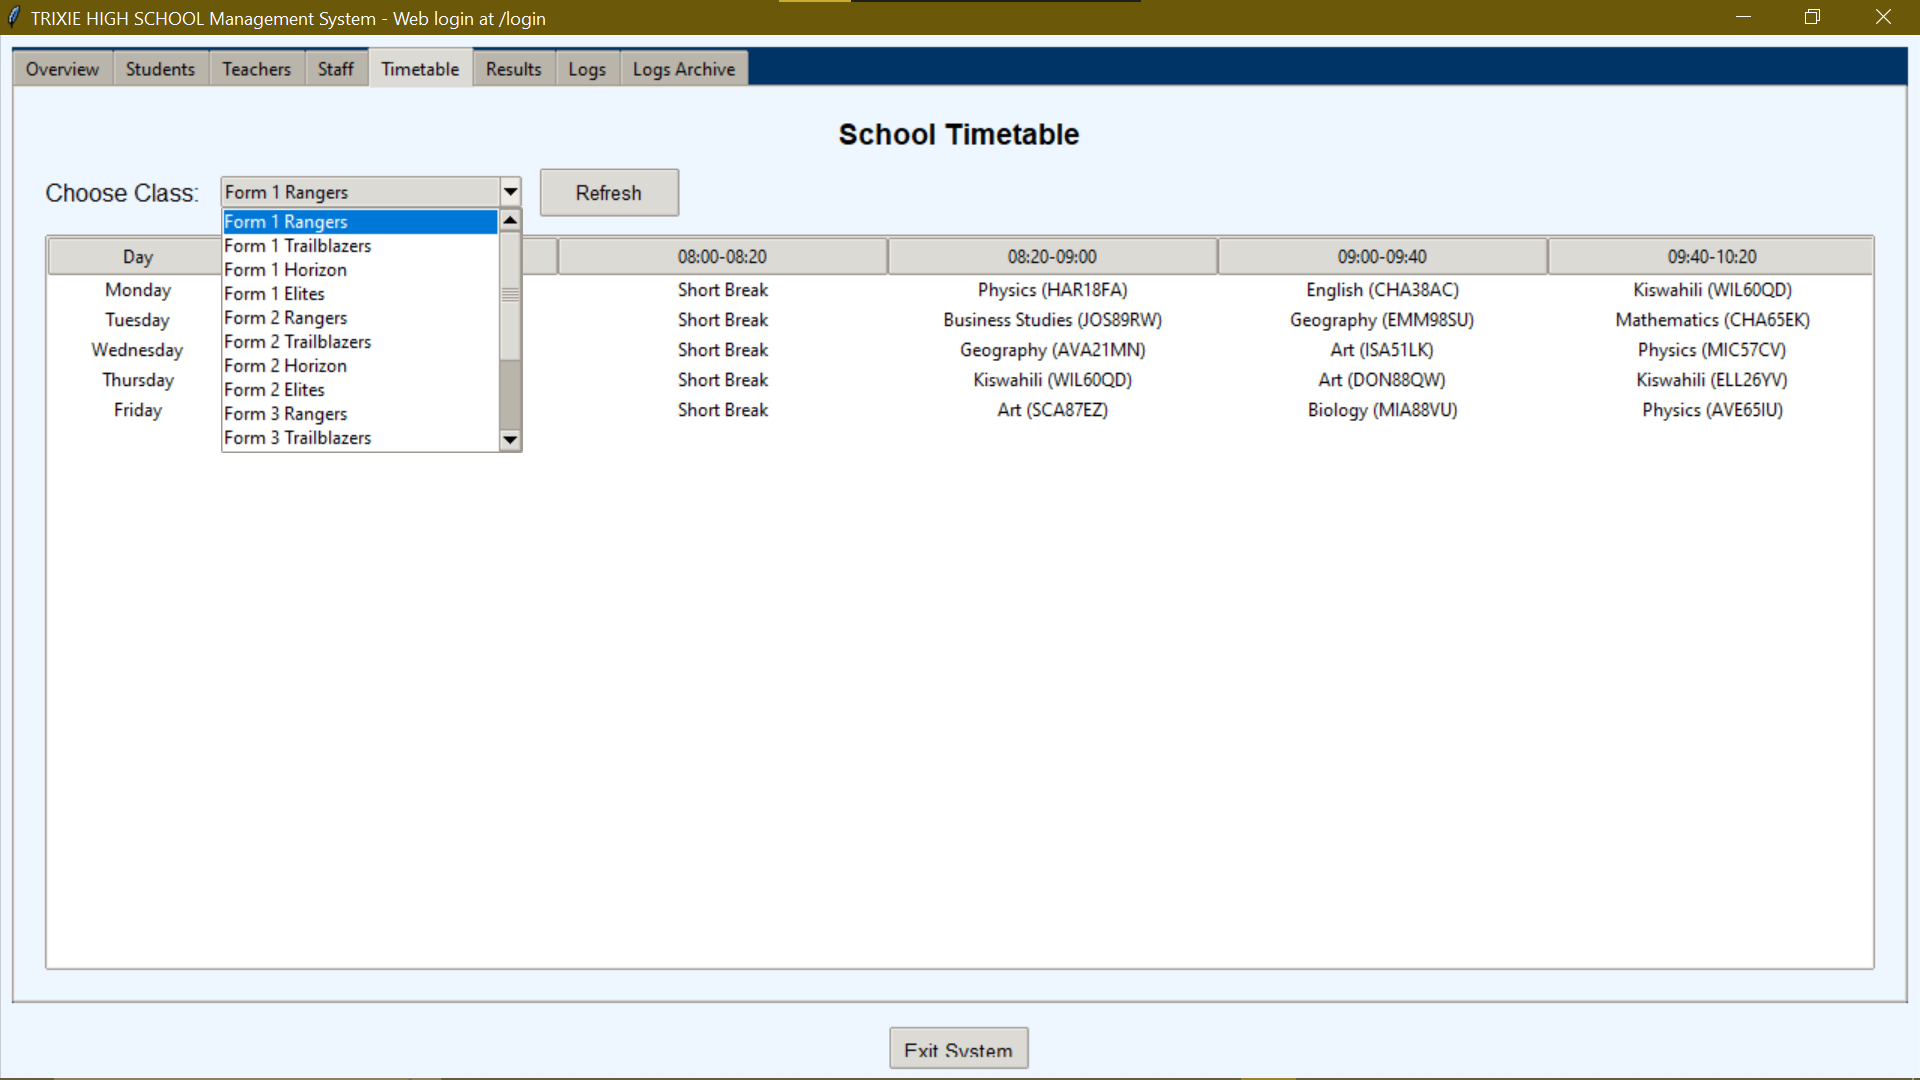 TRIXIE HIGH SCHOOL Management System - Web login at /login
Overview Students Teachers Staff Timetable Results Logs Logs Archive
School Timetable
Choose Class: Form 1 Rangers Refresh
Form 1 Rangers
Form 1 Trailblazers
Form 1 Horizon
Form 1 Elites
Form 2 Rangers
Form 2 Trailblazers
Form 2 Horizon
Form 2 Elites
Form 3 Rangers
Form 3 Trailblazers
Day 08:00-08:20 08:20-09:00 09:00-09:40 09:40-10:20
Monday Short Break Physics (HAR18FA) English (CHA38AC) Kiswahili (WIL60QD)
Tuesday Short Break Business Studies (JOS89RW) Geography (EMM98SU) Mathematics (CHA65EK)
Wednesday Short Break Geography (AVA21MN) Art (ISA51LK) Physics (MIC57CV)
Thursday Short Break Kiswahili (WIL60QD) Art (DON88QW) Kiswahili (ELL26YV)
Friday Short Break Art (SCA87EZ) Biology (MIA88VU) Physics (AVE65IU)
Exit System